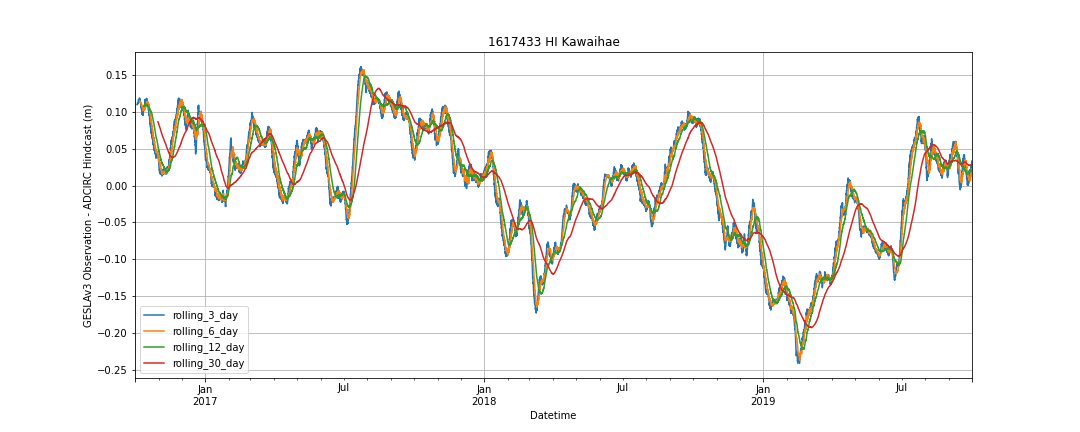 1617433 HI Kawaihae
GESLAv3 Observation - ADCIRC Hindcast (m)
0.15
0.10
0.05
0.00
−0.05
−0.10
−0.15
−0.20
−0.25
rolling_3_day
rolling_6_day
rolling_12_day
rolling_30_day
Jan
2017
Jul
Jan
2018
Jul
Jan
2019
Jul
Datetime